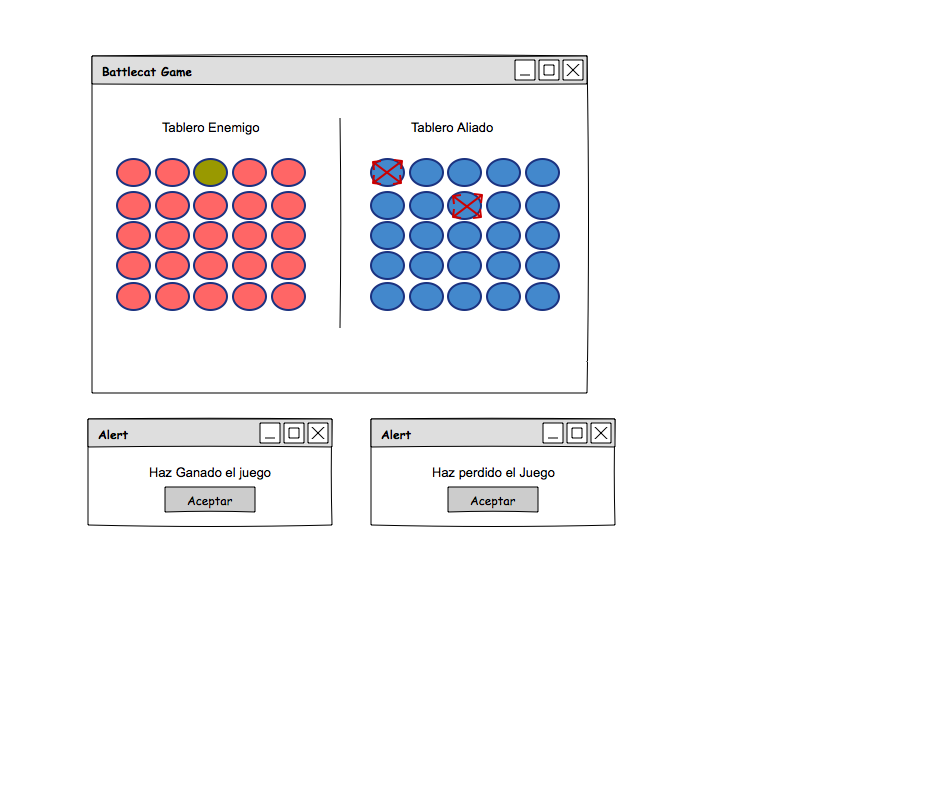 Battlecat Game
Tablero Enemigo
Tablero Aliado
Alert
Haz Ganado el juego
Aceptar
Alert
Haz perdido el Juego
Aceptar